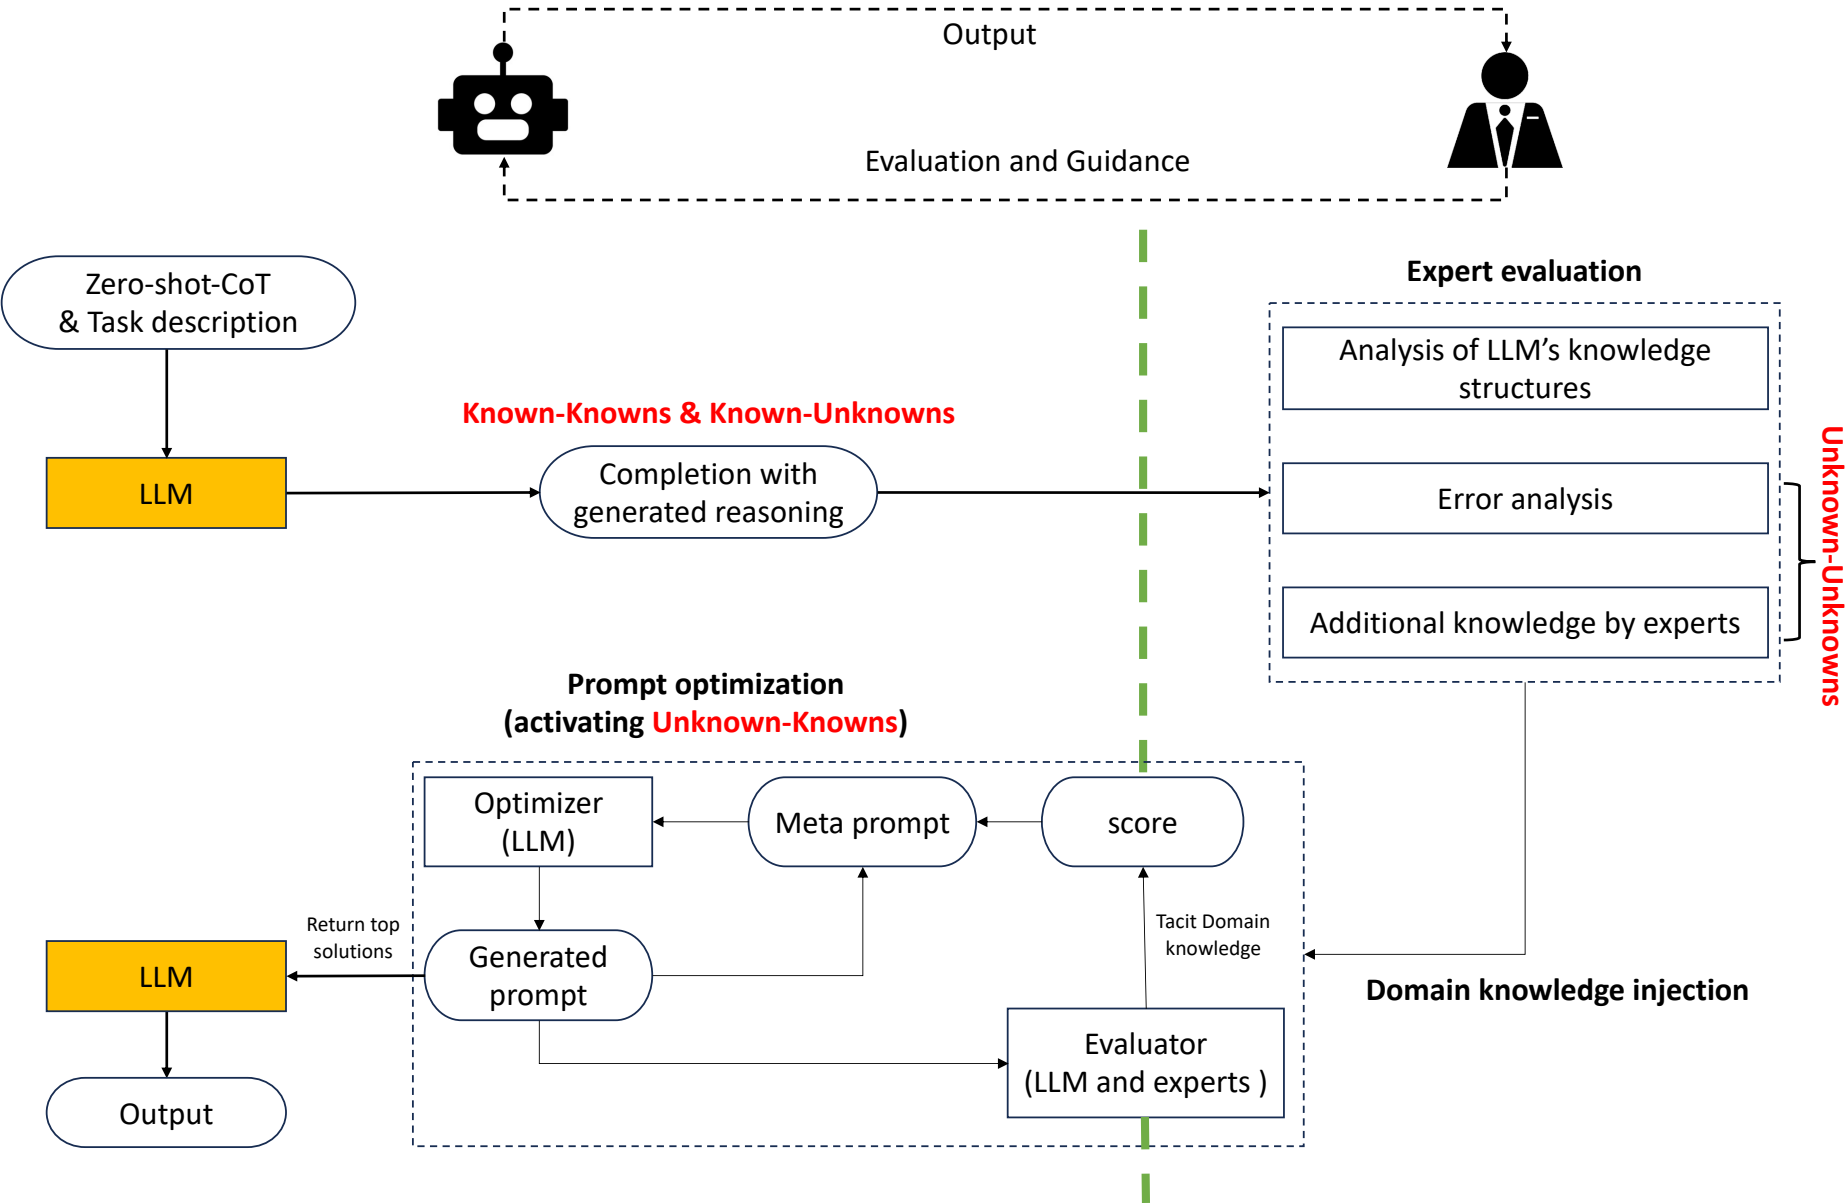 Output
Evaluation and Guidance
Zero-shot-CoT
& Task description
Expert evaluation
Analysis of LLM’s knowledge
structures
Known-Knowns & Known-Unknowns
LLM
Completion with
generated reasoning
Error analysis
Additional knowledge by experts
Unknown-Unknowns
Prompt optimization
(activating Unknown-Knowns)
Optimizer
(LLM)
Meta prompt
score
Return top
solutions
Tacit Domain
knowledge
LLM
Generated
prompt
Domain knowledge injection
Evaluator
(LLM and experts )
Output